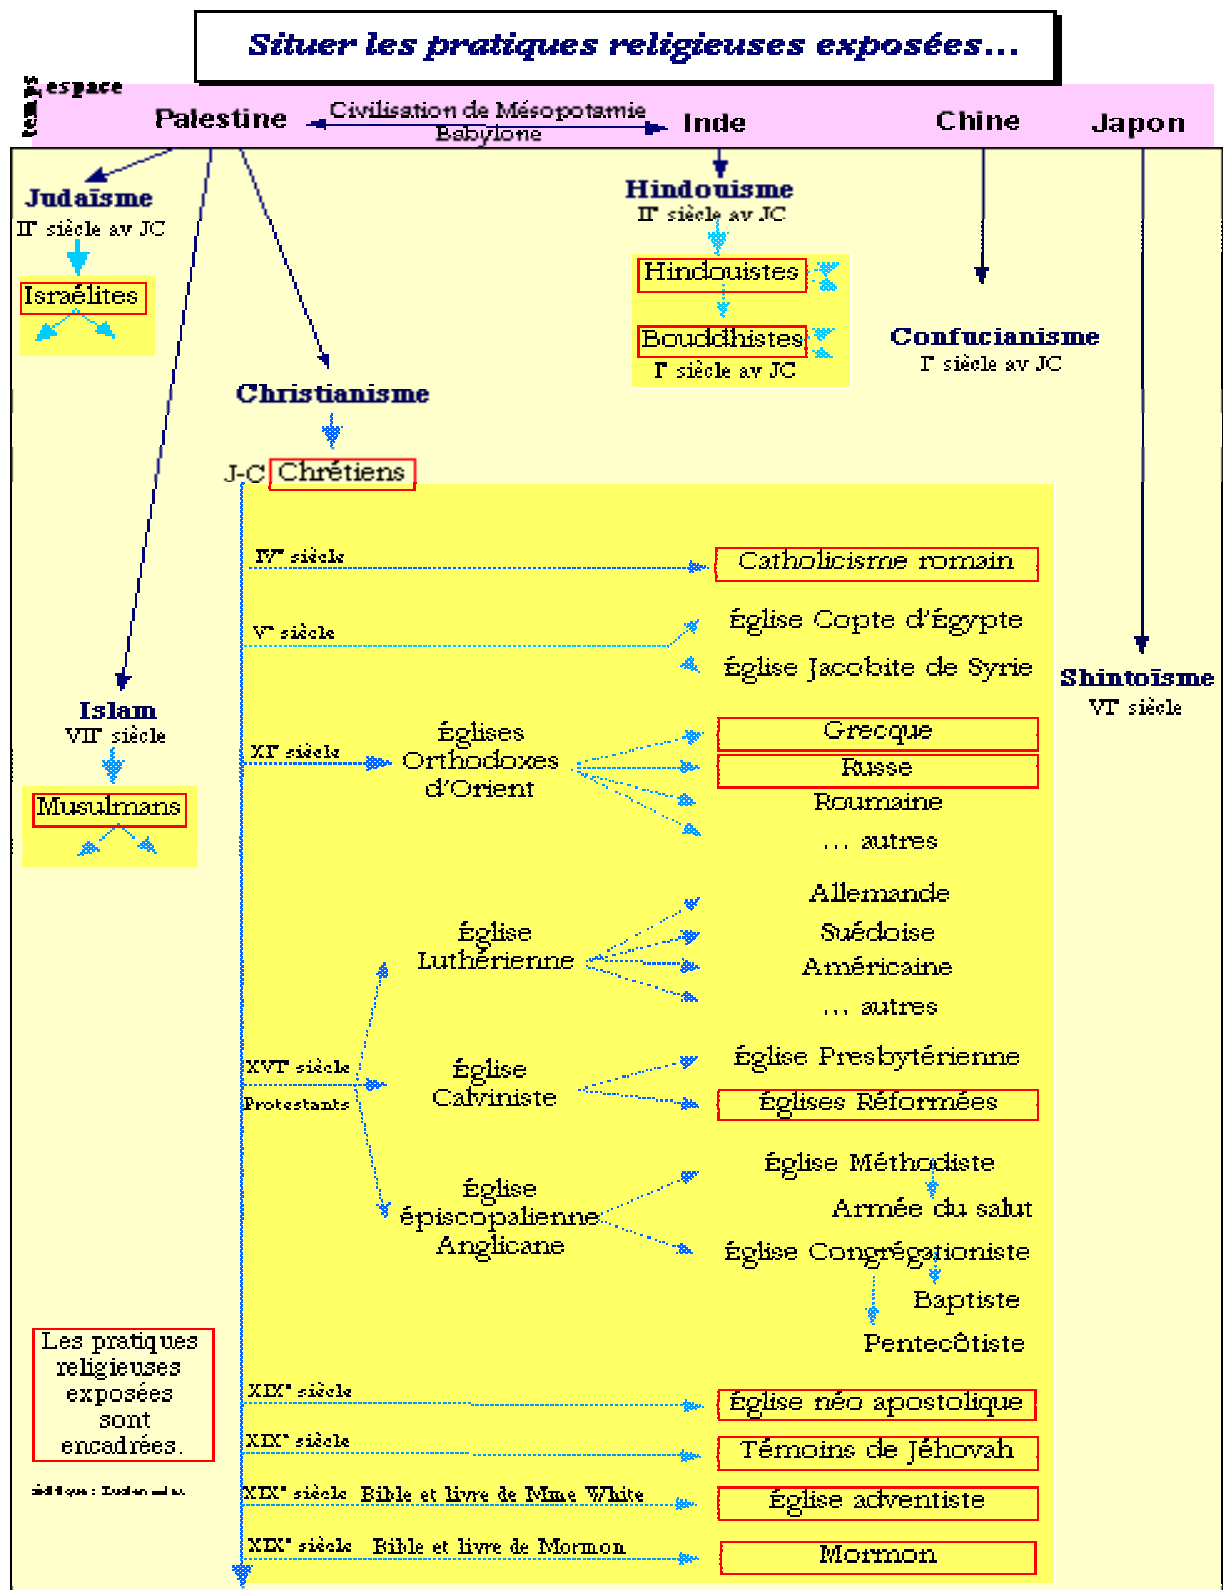 Situer les pratiques religieuses exposées...
temps
espace
Palestine
Civilisation de Mésopotamie
Babylone
Inde
Chine
Japon
Judaïsme
II° siècle av JC
Israélites
Hindouisme
II° siècle av JC
Hindouistes
Bouddhistes
I° siècle av JC
Confucianisme
I° siècle av JC
Christianisme
J-C Chrétiens
IV° siècle
Catholicisme romain
V° siècle
Église Copte d'Égypte
Église Jacobite de Syrie
Shintoïsme
VI° siècle
Islam
VII° siècle
Musulmans
XI° siècle
Églises
Orthodoxes
d'Orient
Grecque
Russe
Roumaine
... autres
Église
Luthérienne
Allemande
Suédoise
Américaine
... autres
XVI° siècle
Protestants
Église
Calviniste
Église Presbytérienne
Églises Réformées
Église
épiscopalienne
Anglicane
Église Méthodiste
Armée du salut
Église Congrégationiste
Baptiste
Pentecôtiste
Les pratiques
religieuses
exposées
sont
encadrées.
XIX° siècle
Église néo apostolique
XIX° siècle
Témoins de Jéhovah
XIX° siècle Bible et livre de Mme White
Église adventiste
XIX° siècle Bible et livre de Mormon
Mormon